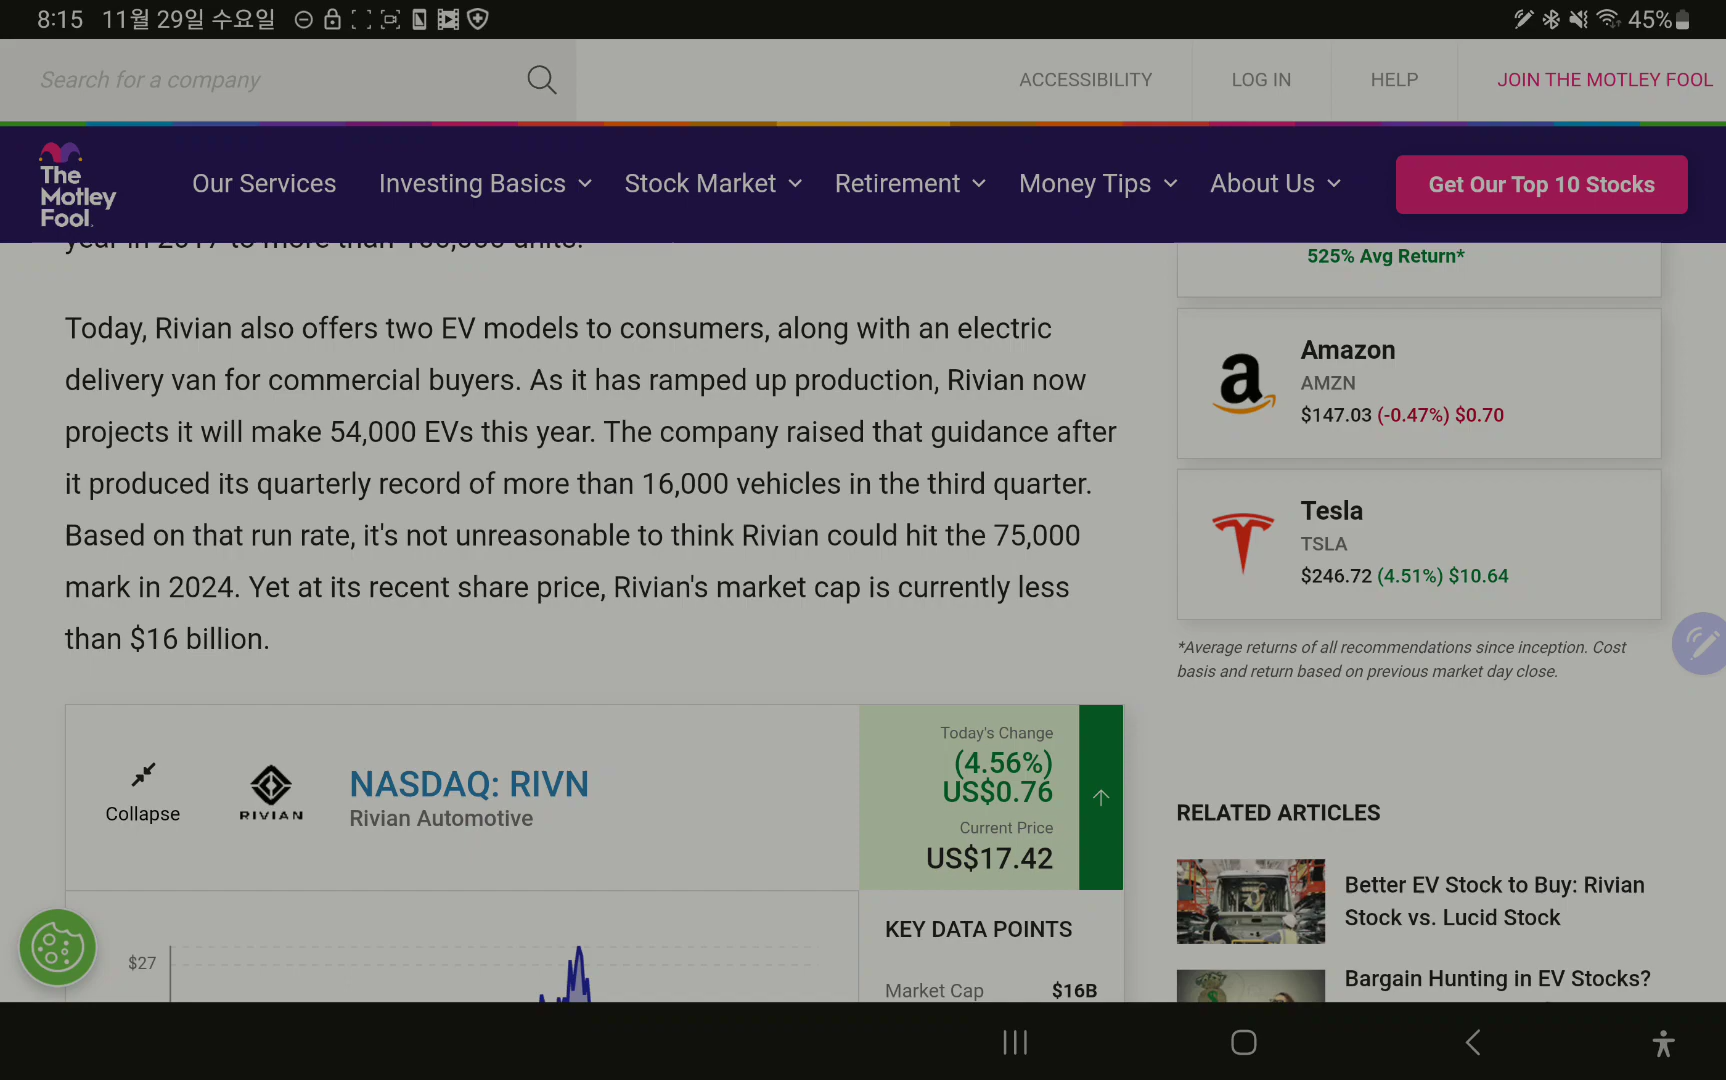 8:15 11월 29일 수요일
45%
Search for a company
ACCESSIBILITY
LOG IN
HELP
JOIN THE MOTLEY FOOL
The
Motley
Fool.
Our Services
Investing Basics
Stock Market
Retirement
Money Tips
About Us
Get Our Top 10 Stocks
year in 2017 to more than 100,000 units.
Today, Rivian also offers two EV models to consumers, along with an electric
delivery van for commercial buyers. As it has ramped up production, Rivian now
projects it will make 54,000 EVs this year. The company raised that guidance after
it produced its quarterly record of more than 16,000 vehicles in the third quarter.
Based on that run rate, it's not unreasonable to think Rivian could hit the 75,000
mark in 2024. Yet at its recent share price, Rivian's market cap is currently less
than $16 billion.
Collapse
RIVIAN
NASDAQ: RIVN
Rivian Automotive
Today's Change
(4.56%)
US$0.76
Current Price
US$17.42
$27
KEY DATA POINTS
Market Cap
$16B
525% Avg Return*
Amazon
AMZN
$147.03 (-0.47%) $0.70
Tesla
TSLA
$246.72 (4.51%) $10.64
*Average returns of all recommendations since inception. Cost
basis and return based on previous market day close.
RELATED ARTICLES
Better EV Stock to Buy: Rivian
Stock vs. Lucid Stock
Bargain Hunting in EV Stocks?